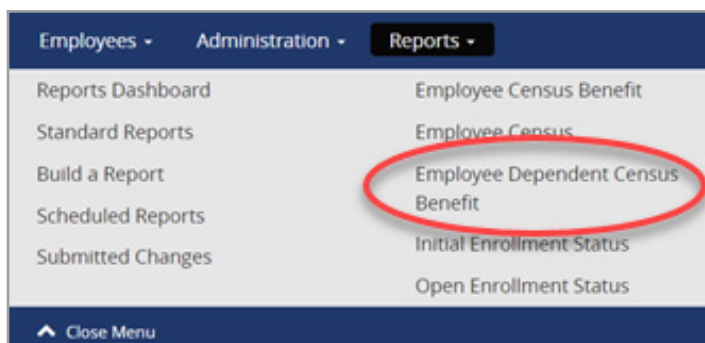 Employees Administration Reports
Reports Dashboard
Standard Reports
Build a Report
Scheduled Reports
Submitted Changes
Employee Census Benefit
Employee Census
Employee Dependent Census
Benefit
Initial Enrollment Status
Open Enrollment Status
Close Menu